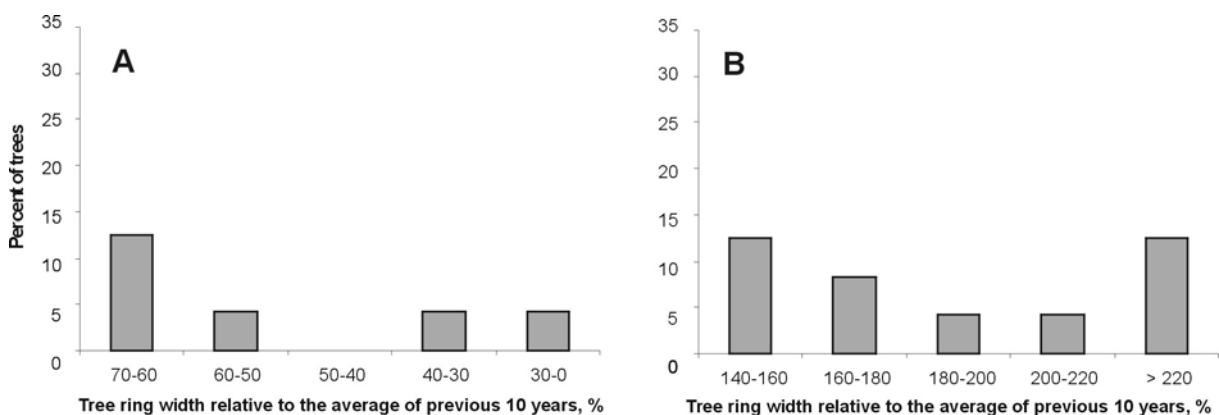 A
Percent of trees
35
30
25
20
15
10
5
0
70-60 60-50 50-40 40-30 30-0
Tree ring width relative to the average of previous 10 years, %
B
35
30
25
20
15
10
5
0
140-160 160-180 180-200 200-220 > 220
Tree ring width relative to the average of previous 10 years, %